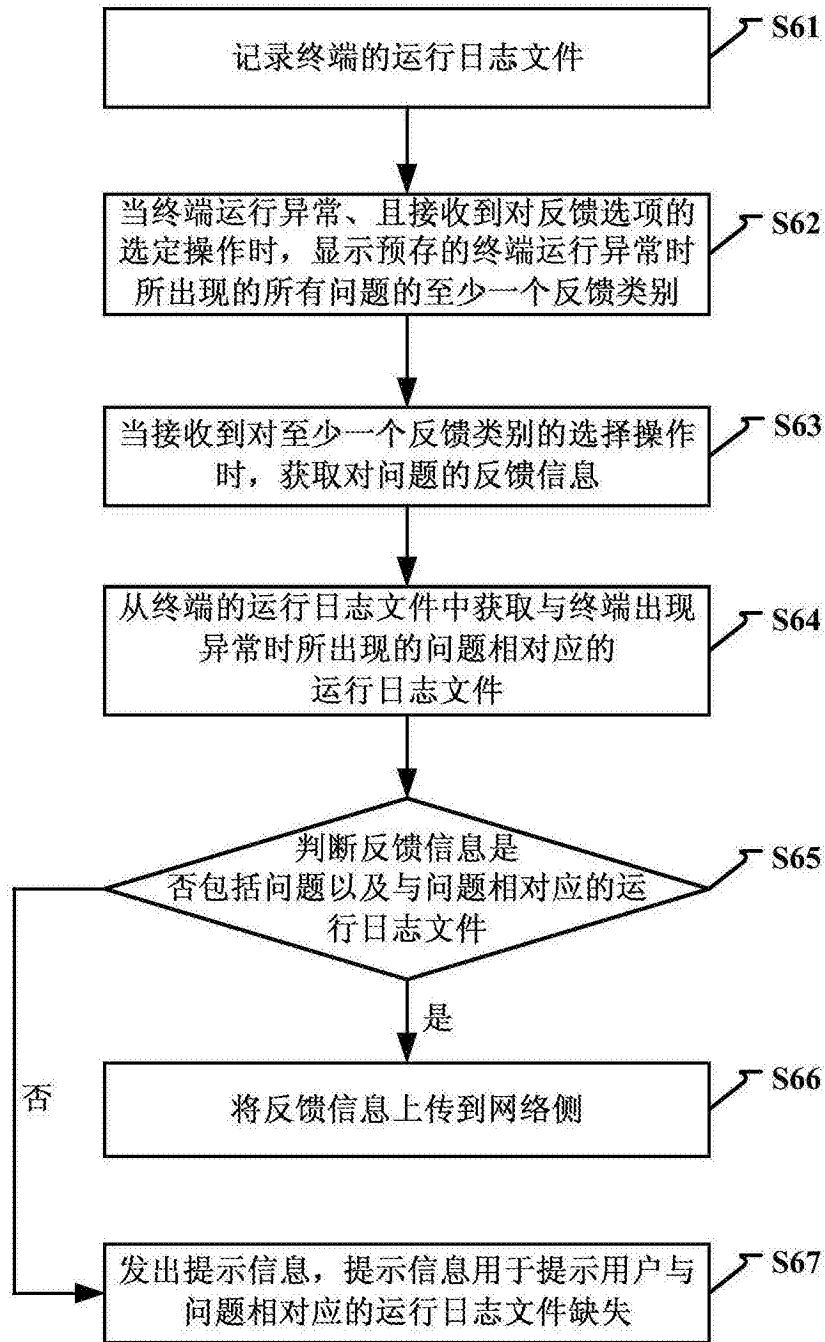 记录终端的运行日志文件
S61
当终端运行异常、且接收到对反馈选项的
选定操作时，显示预存的终端运行异常时
所出现的所有问题的至少一个反馈类别
S62
当接收到对至少一个反馈类别的选择操作
时，获取对问题的反馈信息
S63
从终端的运行日志文件中获取与终端出现
异常时所出现的问题相对应的
运行日志文件
S64
判断反馈信息是
否包括问题以及与问题相对应的运
行日志文件
S65
是
否
将反馈信息上传到网络侧
S66
发出提示信息，提示信息用于提示用户与
问题相对应的运行日志文件缺失
S67